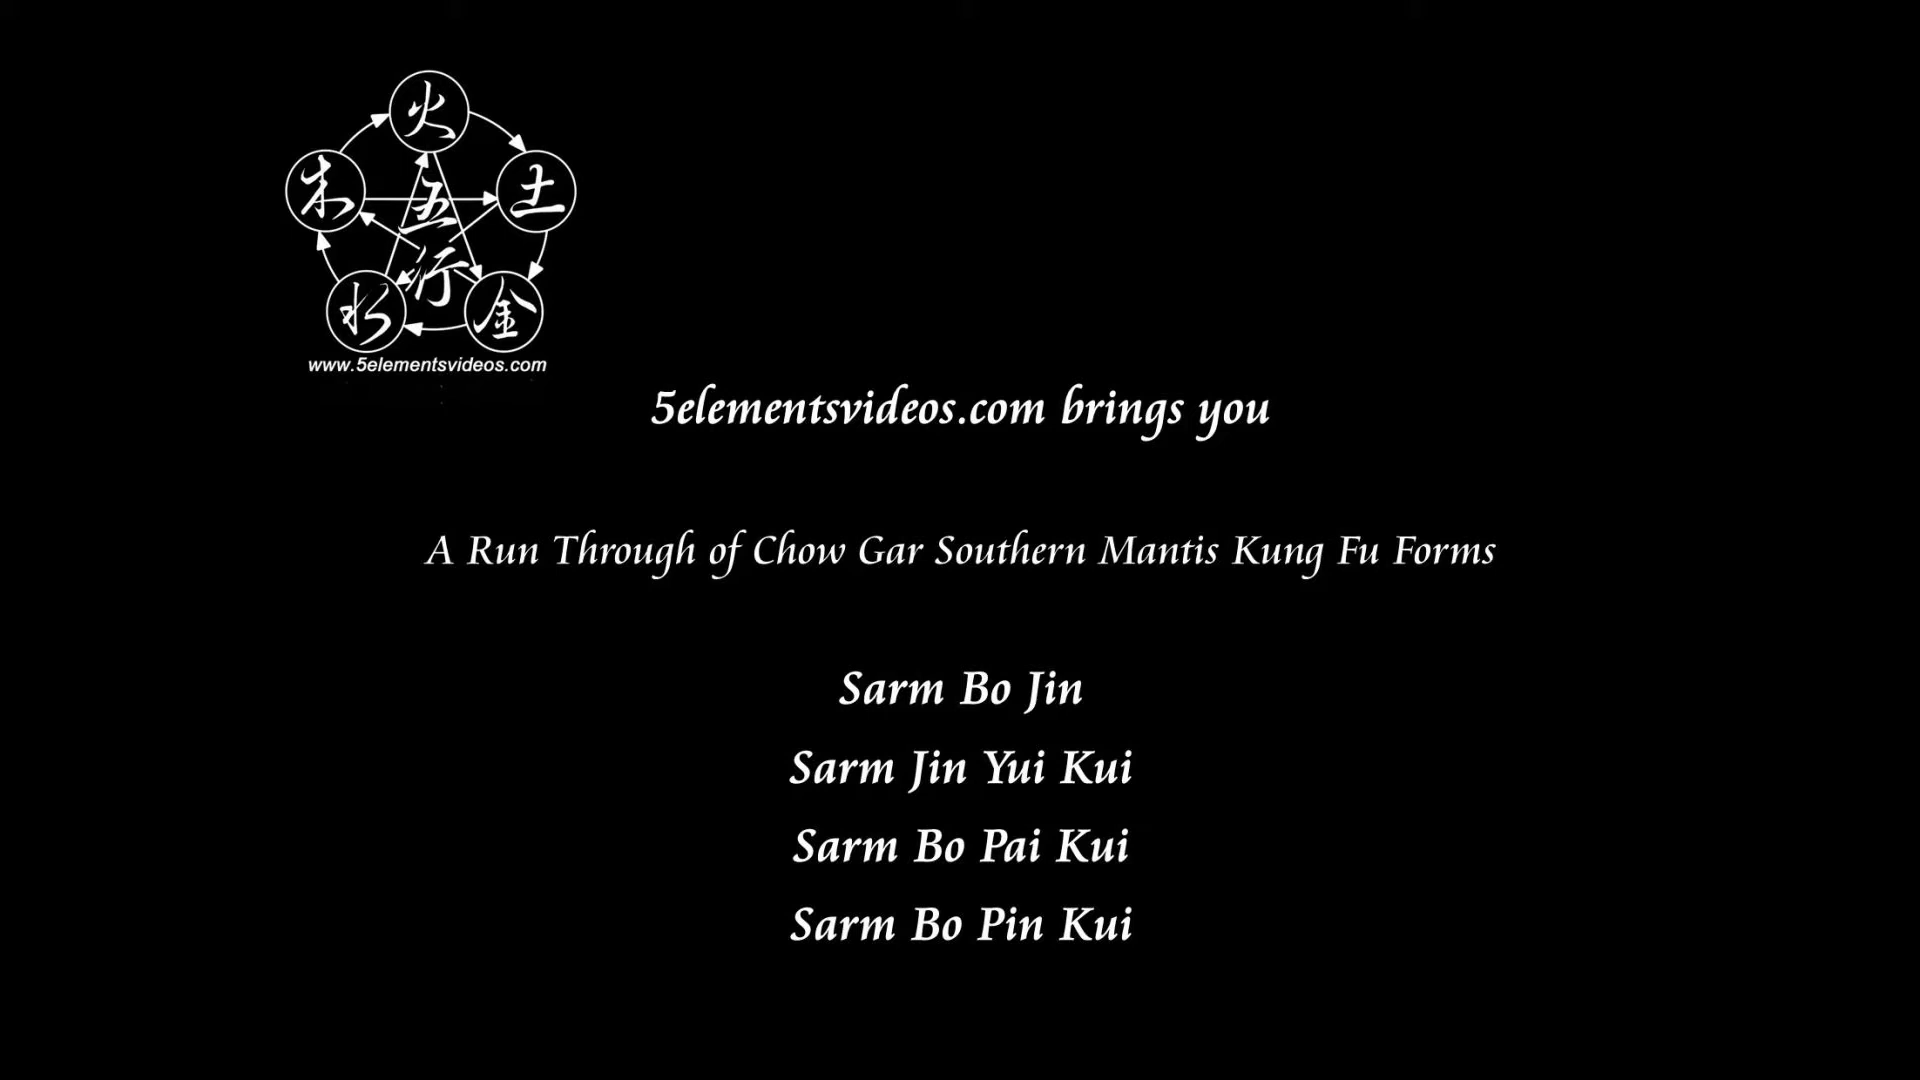 火
木
土
五
行
水
金
www.5elementsvideos.com
5elementsvideos.com brings you
A Run Through of Chow Gar Southern Mantis Kung Fu Forms
Sarm Bo Jin
Sarm Jin Yui Kui
Sarm Bo Pai Kui
Sarm Bo Pin Kui